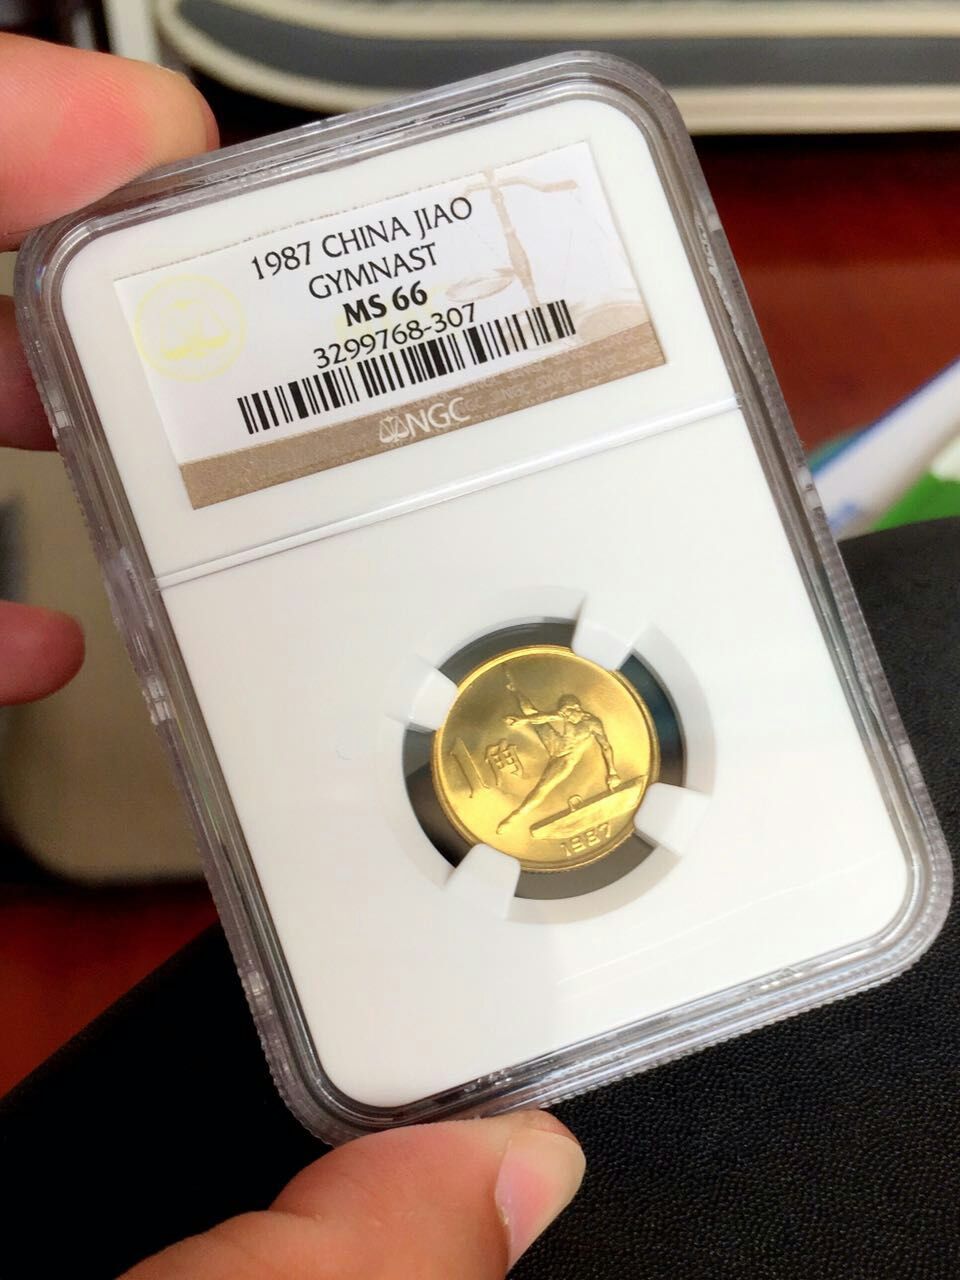 1987 CHINA JIAO
GYMNAST
MS 66
3299768-307
NGC
1角
1987